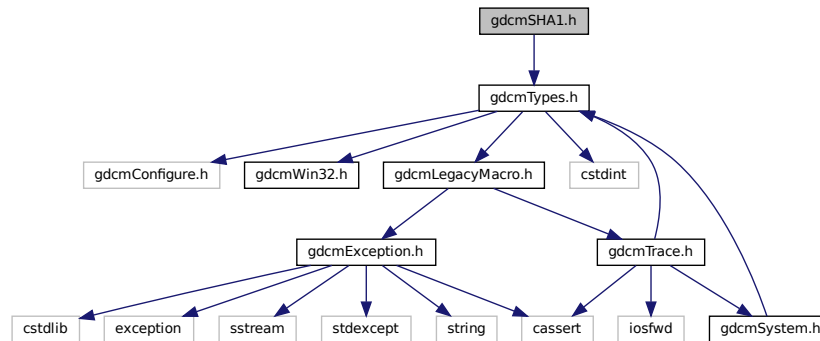 gdcmSHA1.h
gdcmTypes.h
gdcmConfigure.h
gdcmWin32.h
gdcmLegacyMacro.h
cstdint
gdcmException.h
gdcmTrace.h
cstdlib
exception
sstream
stdexcept
string
cassert
iosfwd
gdcmSystem.h